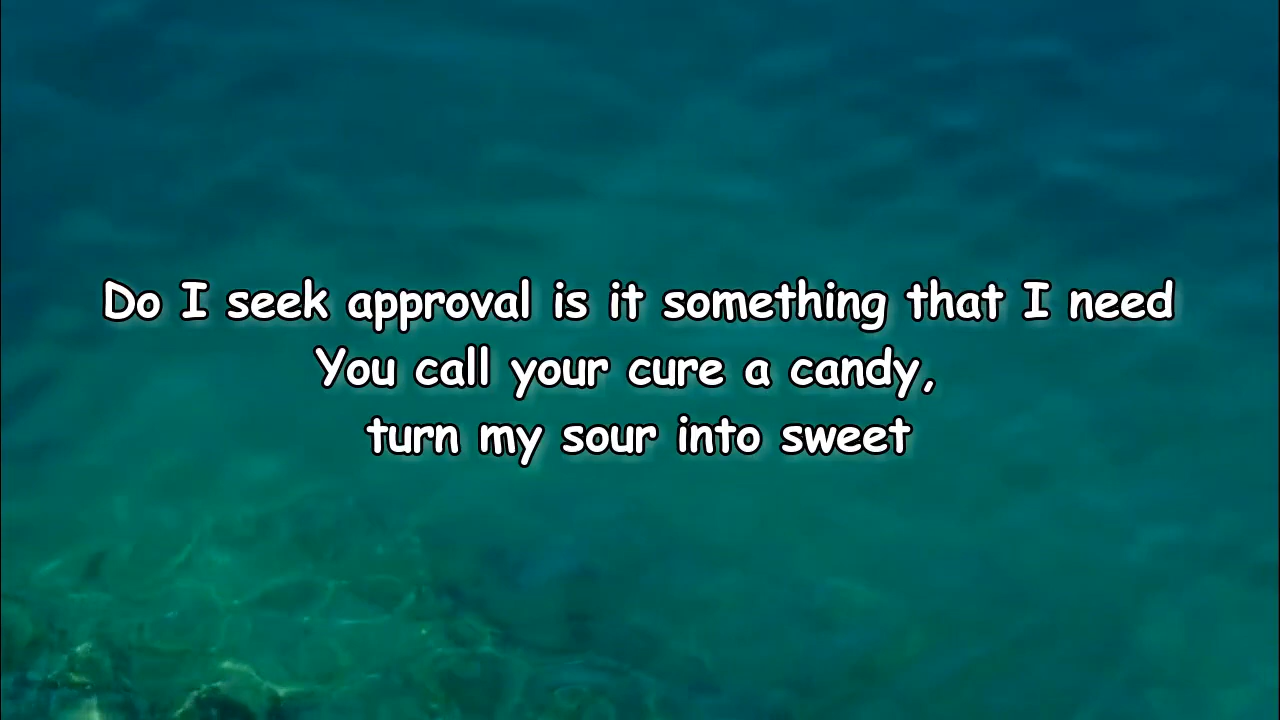 Do I seek approval is it something that I need
You call your cure a candy,
turn my sour into sweet